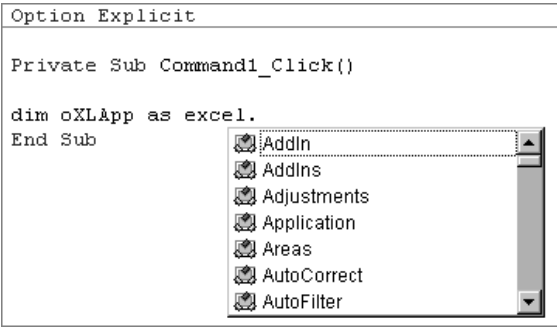 Option Explicit
Private Sub Command1_Click()
dim oXLApp as excel.
End Sub
AddIn
AddIns
Adjustments
Application
Areas
AutoCorrect
AutoFilter